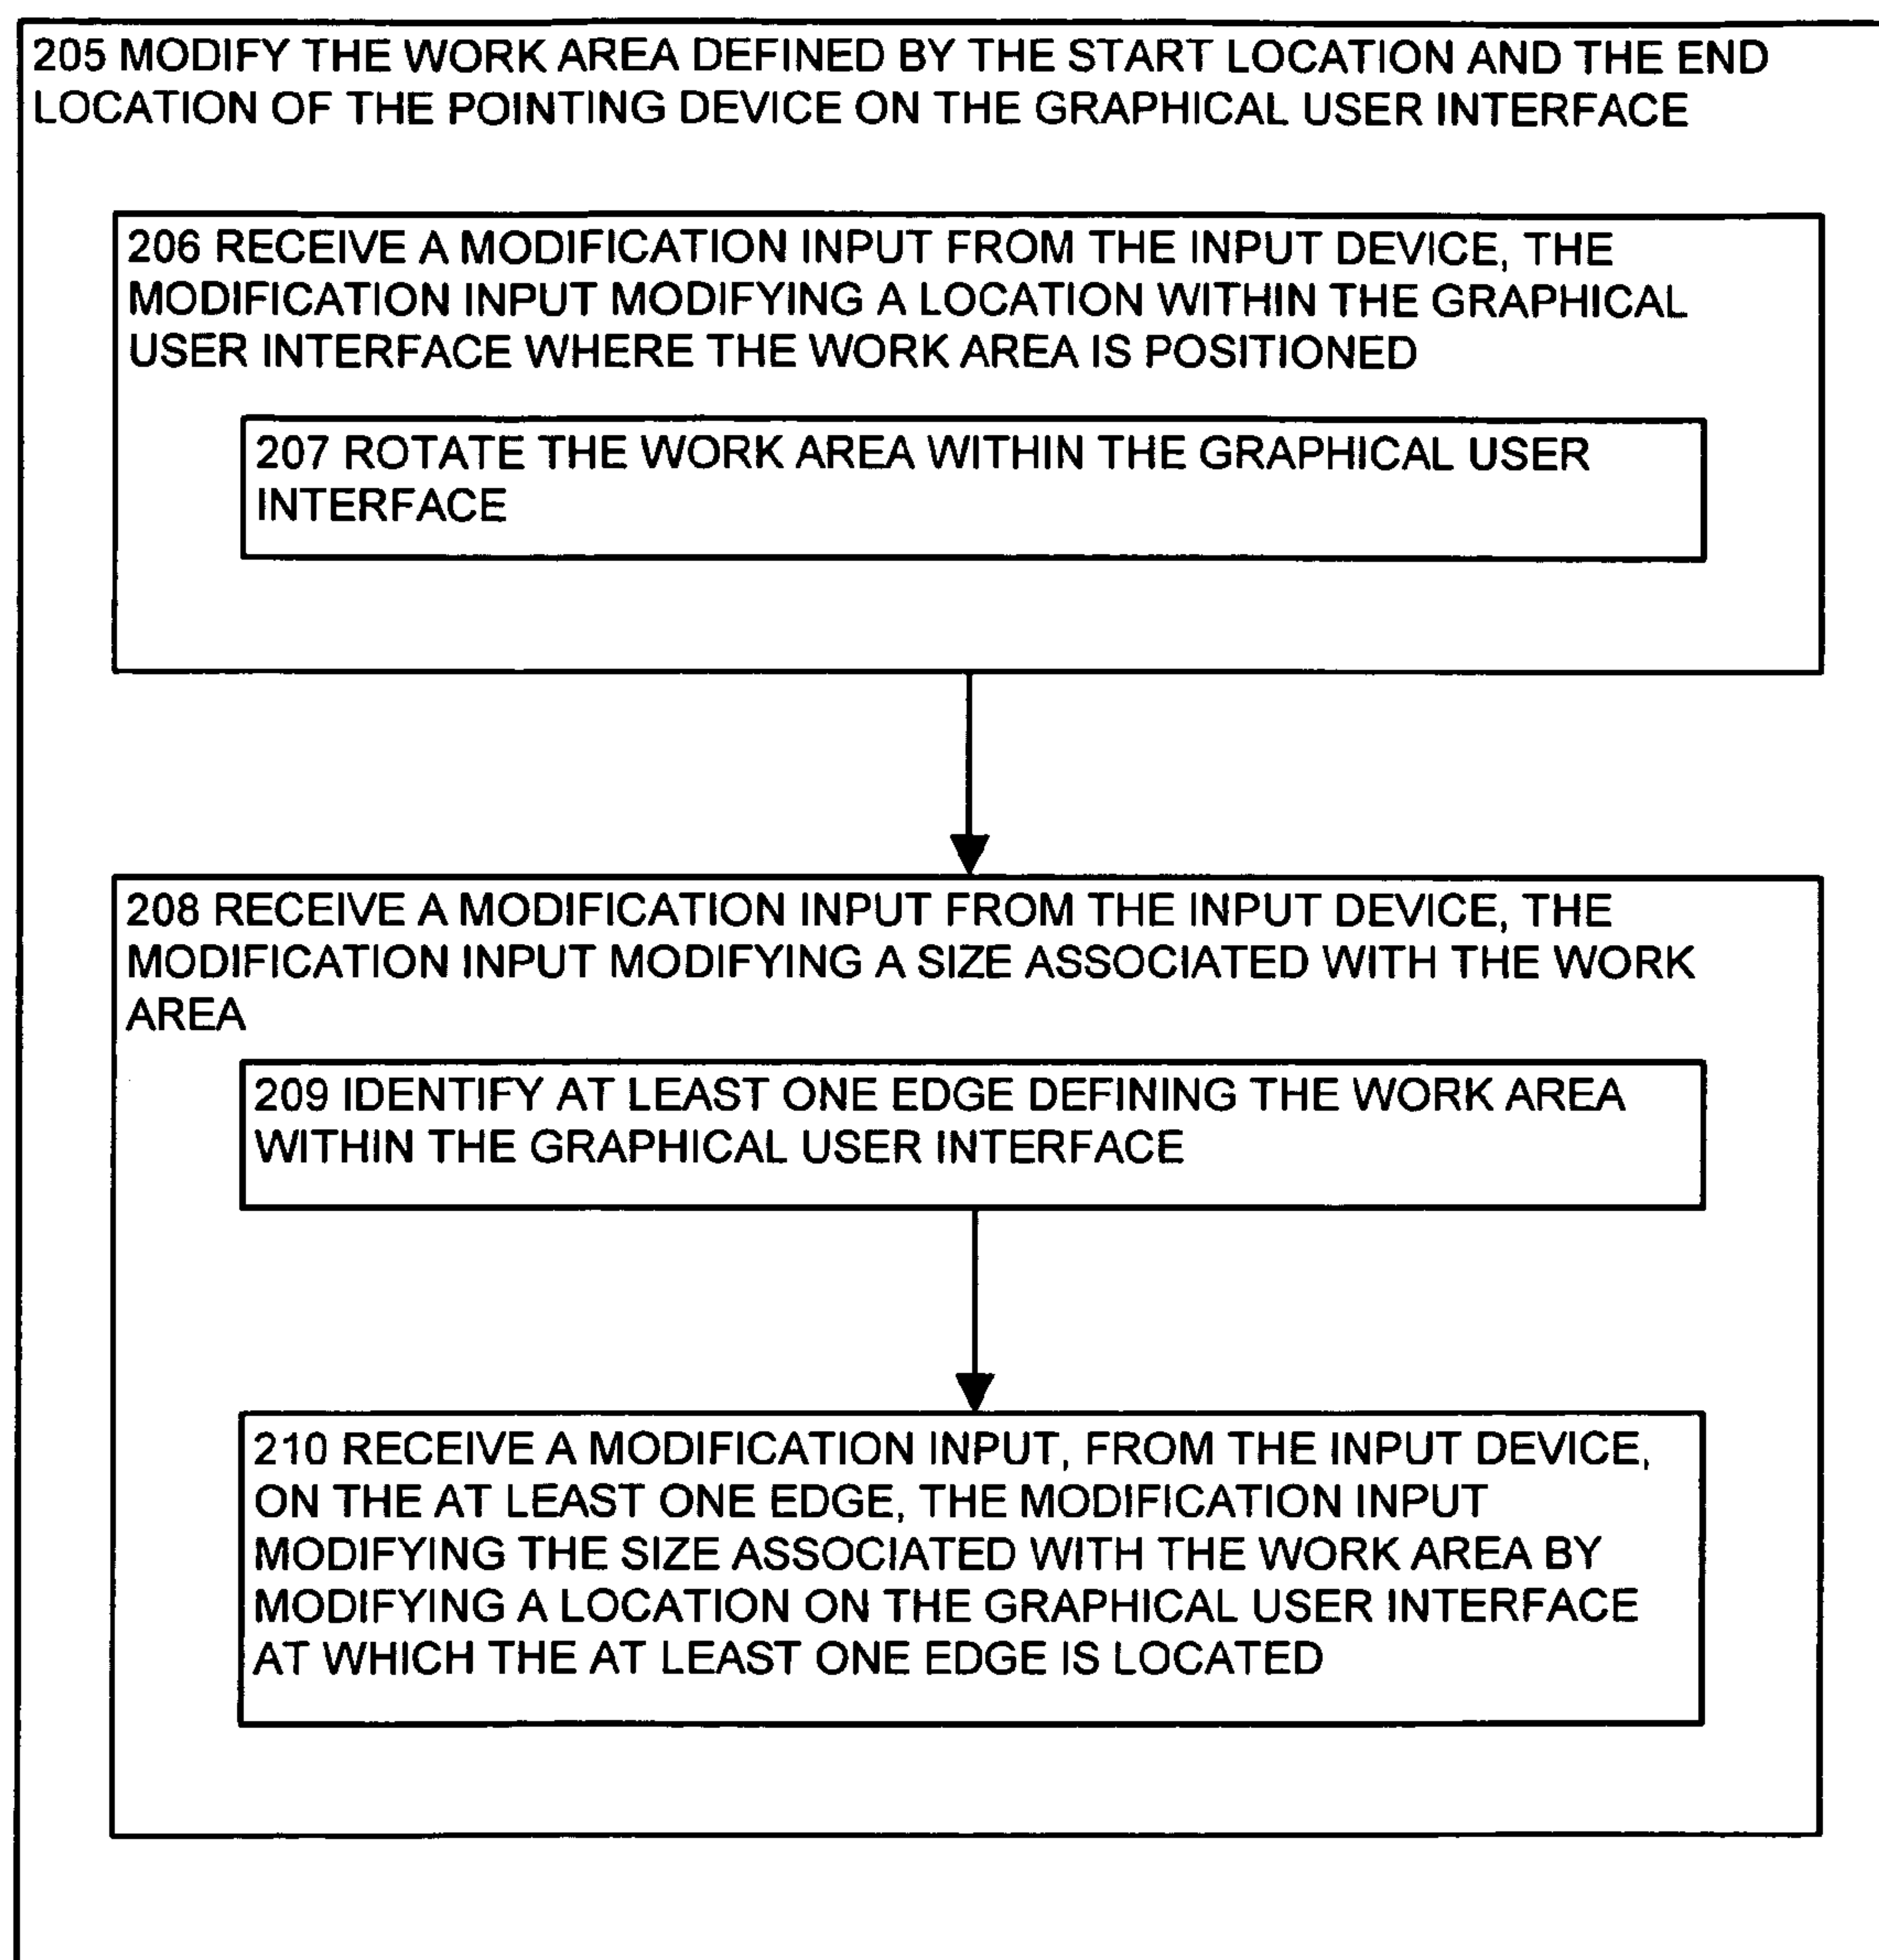 205 MODIFY THE WORK AREA DEFINED BY THE START LOCATION AND THE END
LOCATION OF THE POINTING DEVICE ON THE GRAPHICAL USER INTERFACE
206 RECEIVE A MODIFICATION INPUT FROM THE INPUT DEVICE, THE
MODIFICATION INPUT MODIFYING A LOCATION WITHIN THE GRAPHICAL
USER INTERFACE WHERE THE WORK AREA IS POSITIONED
207 ROTATE THE WORK AREA WITHIN THE GRAPHICAL USER
INTERFACE
208 RECEIVE A MODIFICATION INPUT FROM THE INPUT DEVICE, THE
MODIFICATION INPUT MODIFYING A SIZE ASSOCIATED WITH THE WORK
AREA
209 IDENTIFY AT LEAST ONE EDGE DEFINING THE WORK AREA
WITHIN THE GRAPHICAL USER INTERFACE
210 RECEIVE A MODIFICATION INPUT, FROM THE INPUT DEVICE,
ON THE AT LEAST ONE EDGE, THE MODIFICATION INPUT
MODIFYING THE SIZE ASSOCIATED WITH THE WORK AREA BY
MODIFYING A LOCATION ON THE GRAPHICAL USER INTERFACE
AT WHICH THE AT LEAST ONE EDGE IS LOCATED